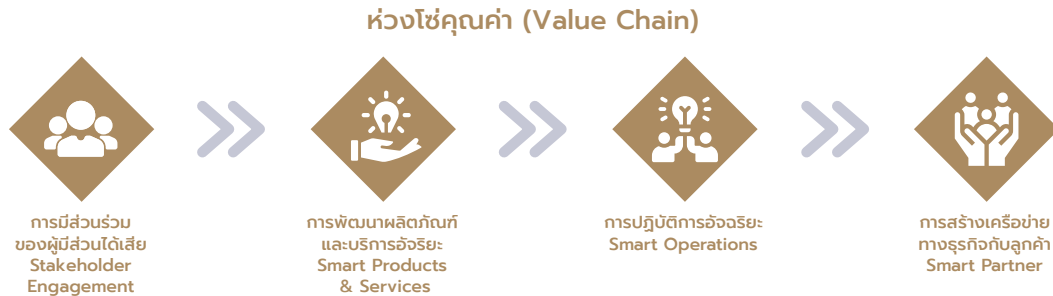 ห่วงโซ่คุณค่า (Value Chain)
การมีส่วนร่วม
ของผู้มีส่วนได้เสีย
Stakeholder
Engagement
การพัฒนาผลิตภัณฑ์
และบริการอัจริยะ
Smart Products
& Services
การปฏิบัติการอัจฉริยะ
Smart Operations
การสร้างเครือข่าย
ทางธุรกิจกับลูกค้า
Smart Partner